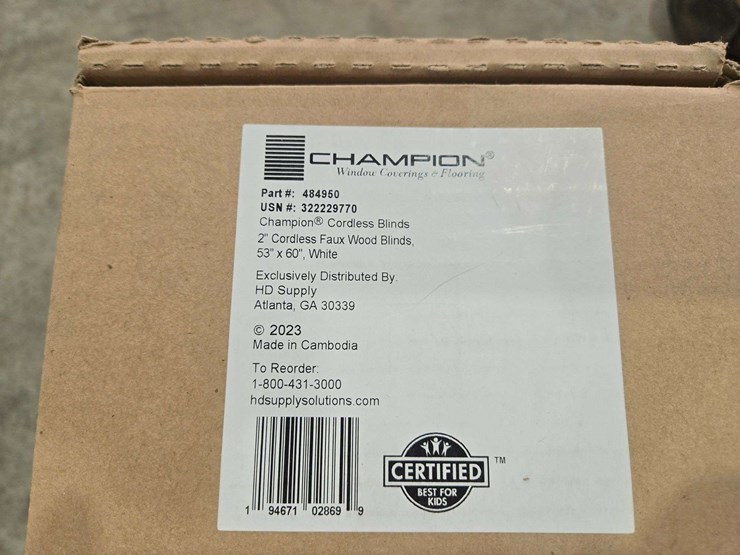 CHAMPION®
Window Coverings & Flooring
Part #: 484950
USN #: 322229770
Champion® Cordless Blinds
2" Cordless Faux Wood Blinds,
53" x 60", White
Exclusively Distributed By:
HD Supply
Atlanta, GA 30339
© 2023
Made in Cambodia
To Reorder:
1-800-431-3000
hdsupplysolutions.com
1 94671 02869 9
CERTIFIED TM
BEST FOR
KIDS